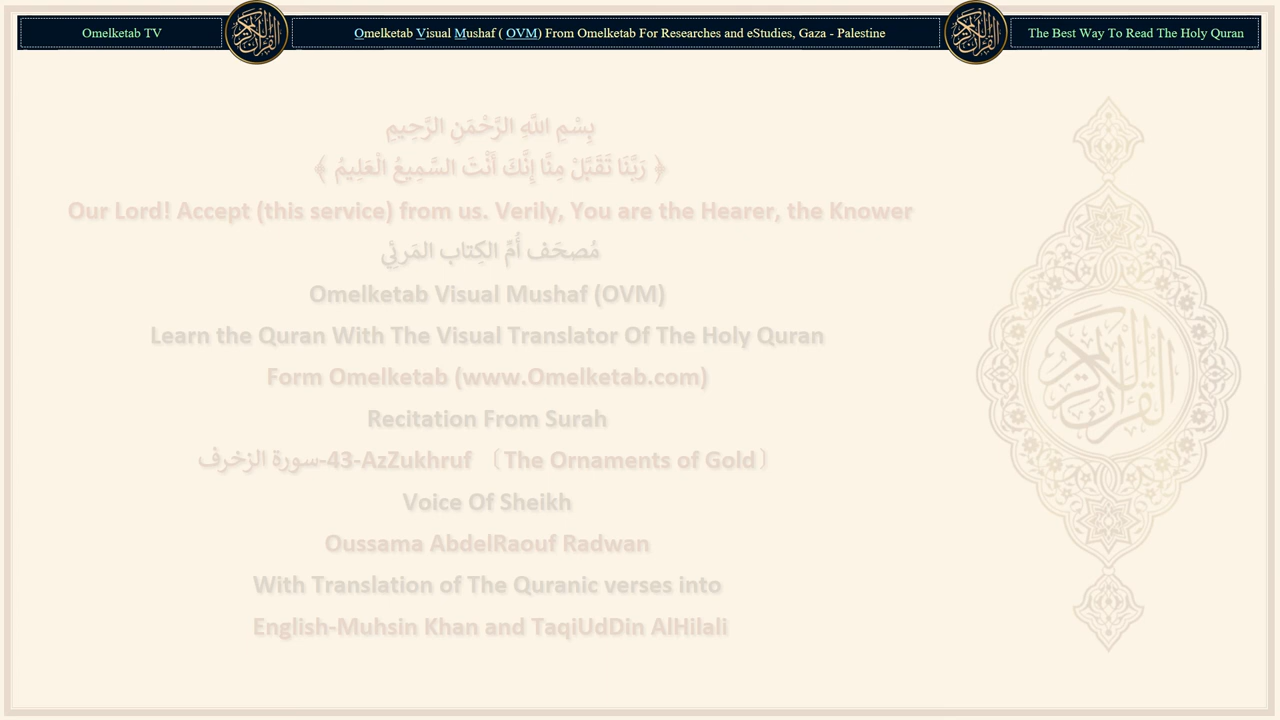 Omelketab TV
Omelketab Visual Mushaf ( OVM) From Omelketab For Researches and eStudies, Gaza - Palestine
The Best Way To Read The Holy Quran
بِسْمِ اللَّهِ الرَّحْمَنِ الرَّحِيمِ
﴿ رَبَّنَا تَقَبَّلْ مِنَّا إِنَّكَ أَنْتَ السَّمِيعُ الْعَلِيمُ ﴾
Our Lord! Accept (this service) from us. Verily, You are the Hearer, the Knower
مُصحَف أُمِّ الكِتاب المَرئِي
Omelketab Visual Mushaf (OVM)
Learn the Quran With The Visual Translator Of The Holy Quran
Form Omelketab (www.Omelketab.com)
Recitation From Surah
سورة الزخرف-43-AzZukhruf 〔The Ornaments of Gold〕
Voice Of Sheikh
Oussama AbdelRaouf Radwan
With Translation of The Quranic verses into
English-Muhsin Khan and TaqiUdDin AlHilali
القرآن الكريم